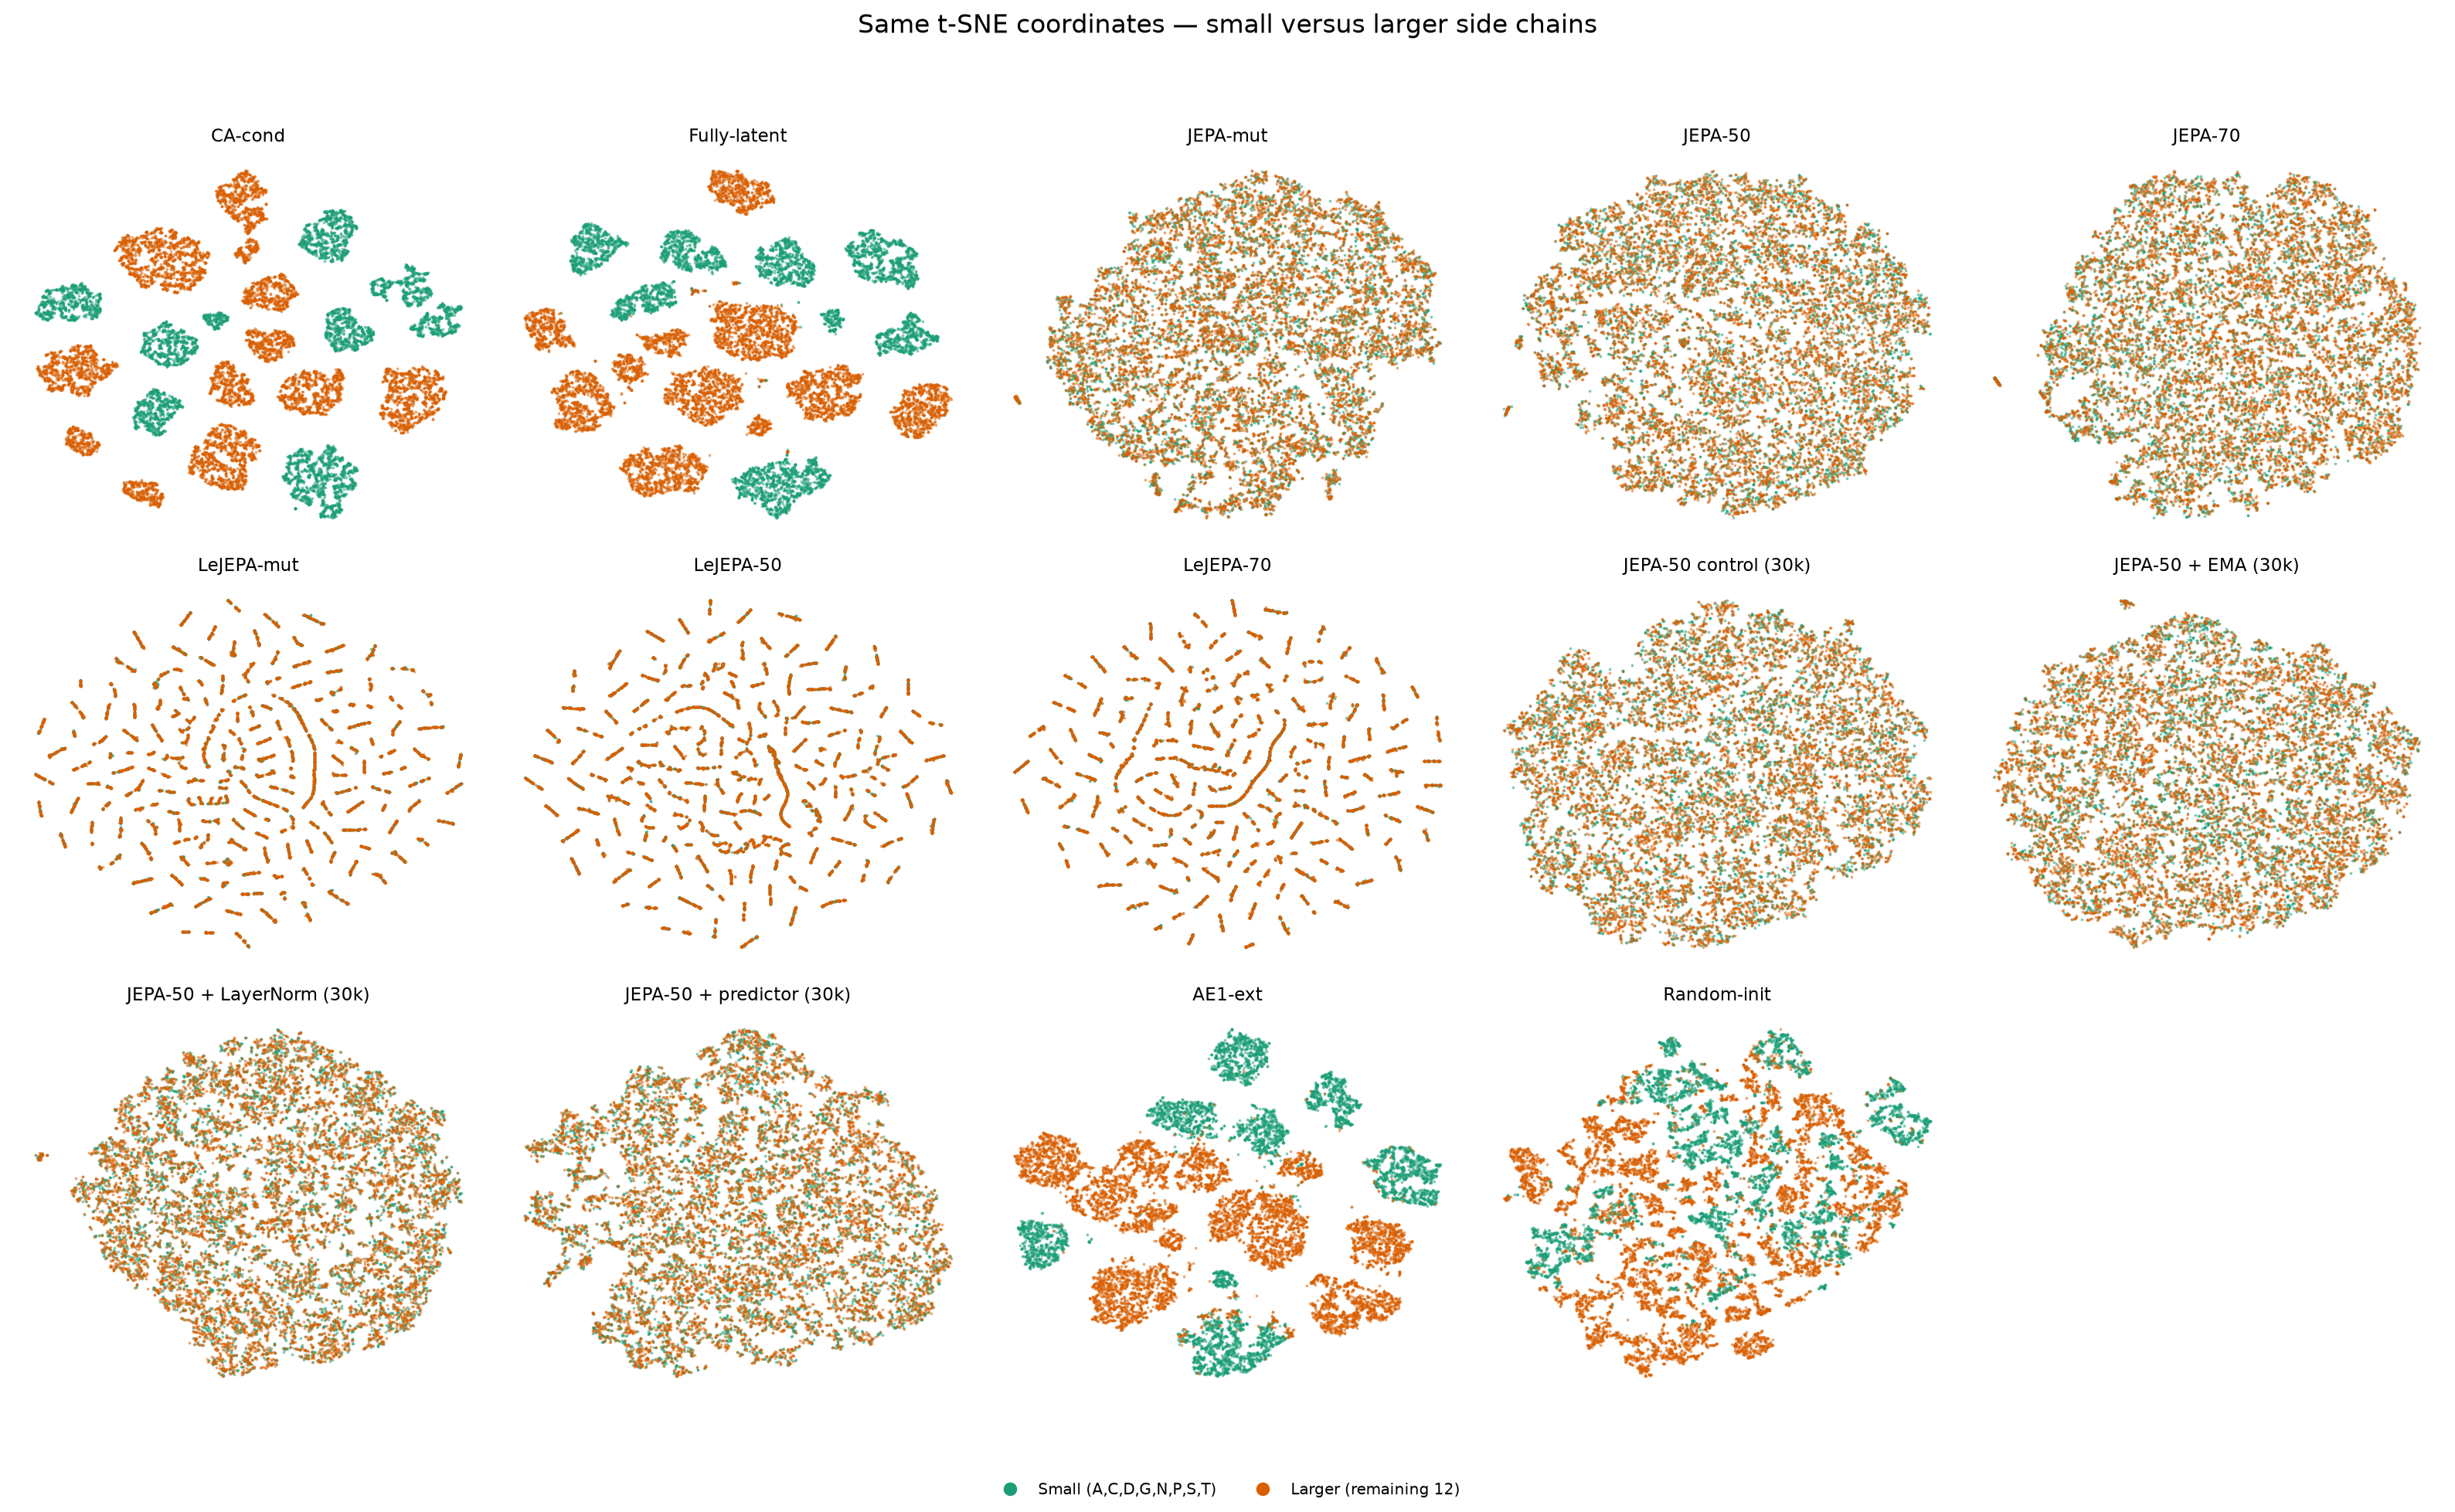 Same t-SNE coordinates — small versus larger side chains
CA-cond
Fully-latent
JEPA-mut
JEPA-50
JEPA-70
LeJEPA-mut
LeJEPA-50
LeJEPA-70
JEPA-50 control (30k)
JEPA-50 + EMA (30k)
JEPA-50 + LayerNorm (30k)
JEPA-50 + predictor (30k)
AE1-ext
Random-init
Small (A,C,D,G,N,P,S,T)
Larger (remaining 12)